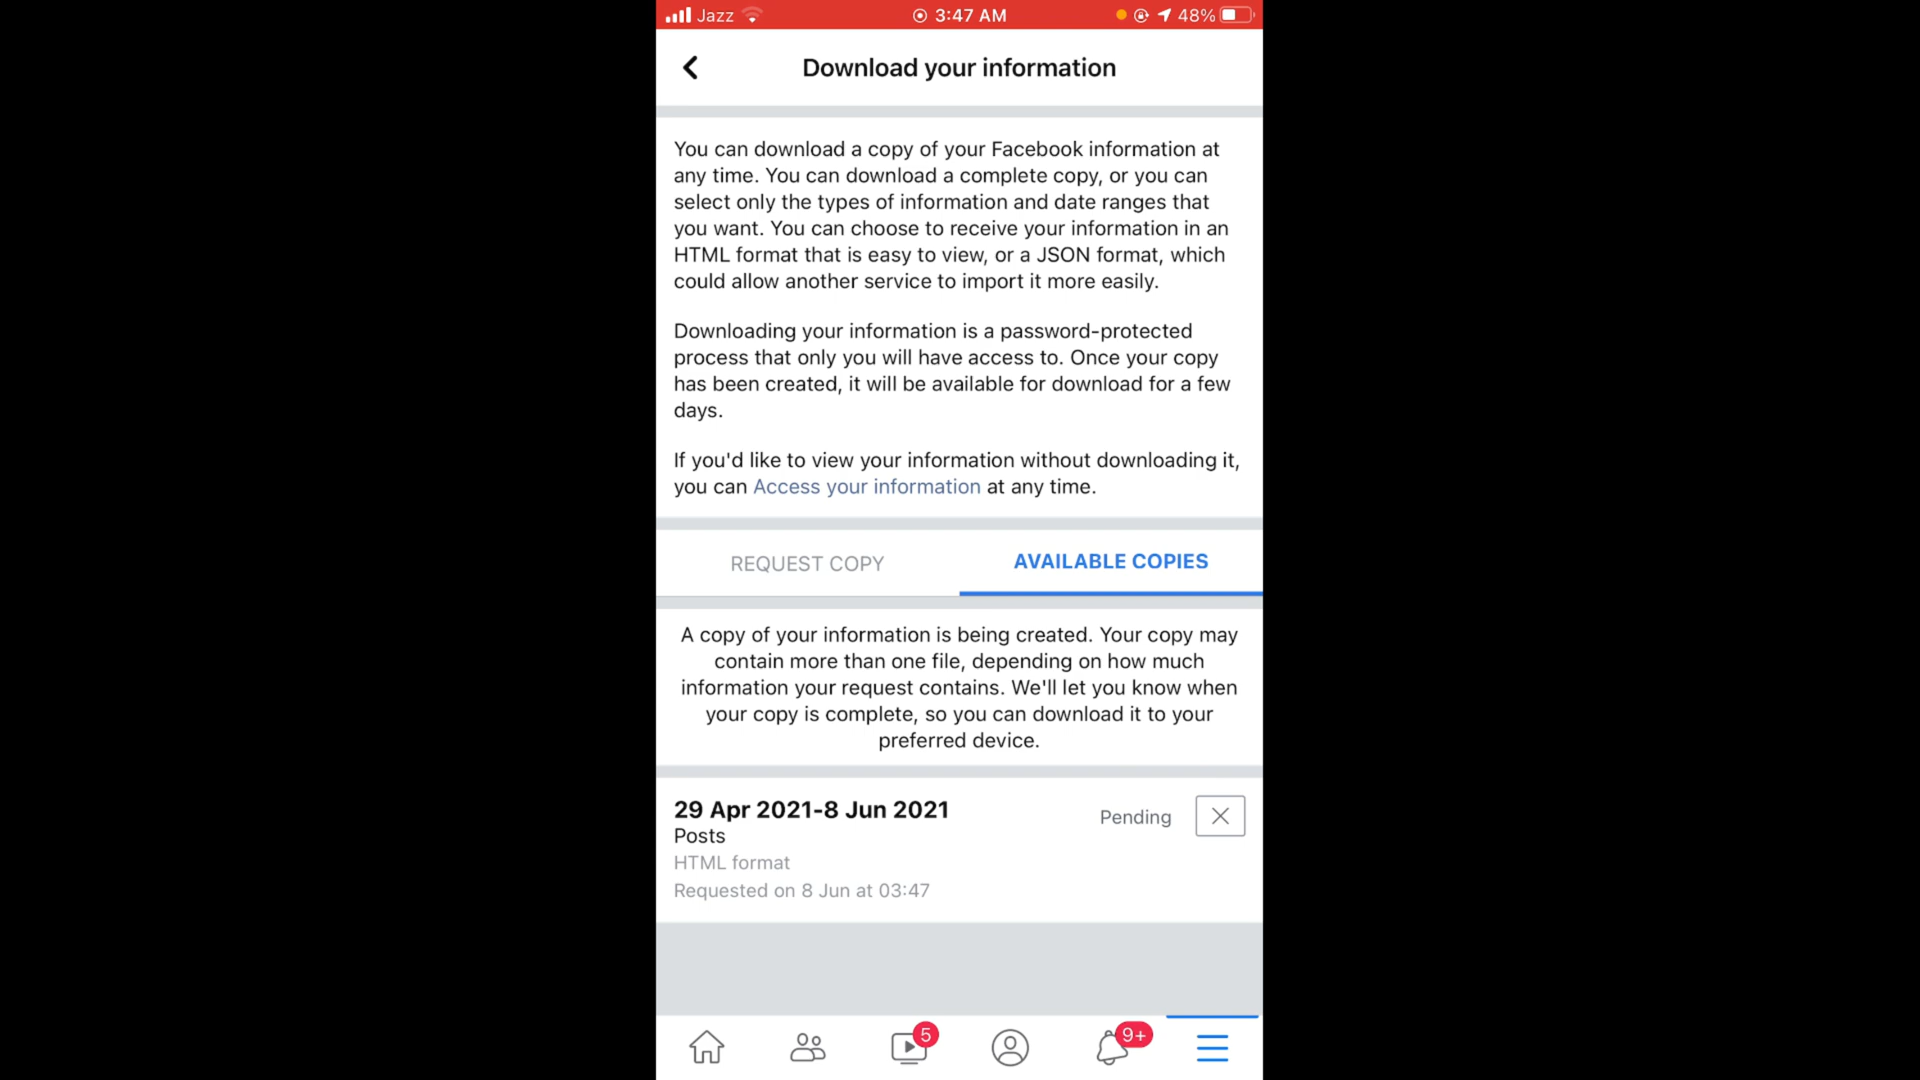 Jazz 3:47 AM 48%
Download your information
You can download a copy of your Facebook information at
any time. You can download a complete copy, or you can
select only the types of information and date ranges that
you want. You can choose to receive your information in an
HTML format that is easy to view, or a JSON format, which
could allow another service to import it more easily.
Downloading your information is a password-protected
process that only you will have access to. Once your copy
has been created, it will be available for download for a few
days.
If you'd like to view your information without downloading it,
you can Access your information at any time.
REQUEST COPY AVAILABLE COPIES
A copy of your information is being created. Your copy may
contain more than one file, depending on how much
information your request contains. We'll let you know when
your copy is complete, so you can download it to your
preferred device.
29 Apr 2021-8 Jun 2021
Pending
Posts
HTML format
Requested on 8 Jun at 03:47
5 9+